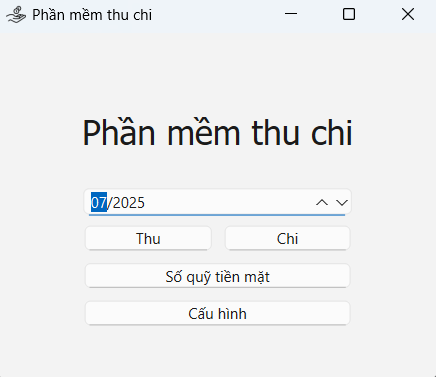 Phần mềm thu chi
Phần mềm thu chi
07/2025
Thu Chi
Số quỹ tiền mặt
Cấu hình